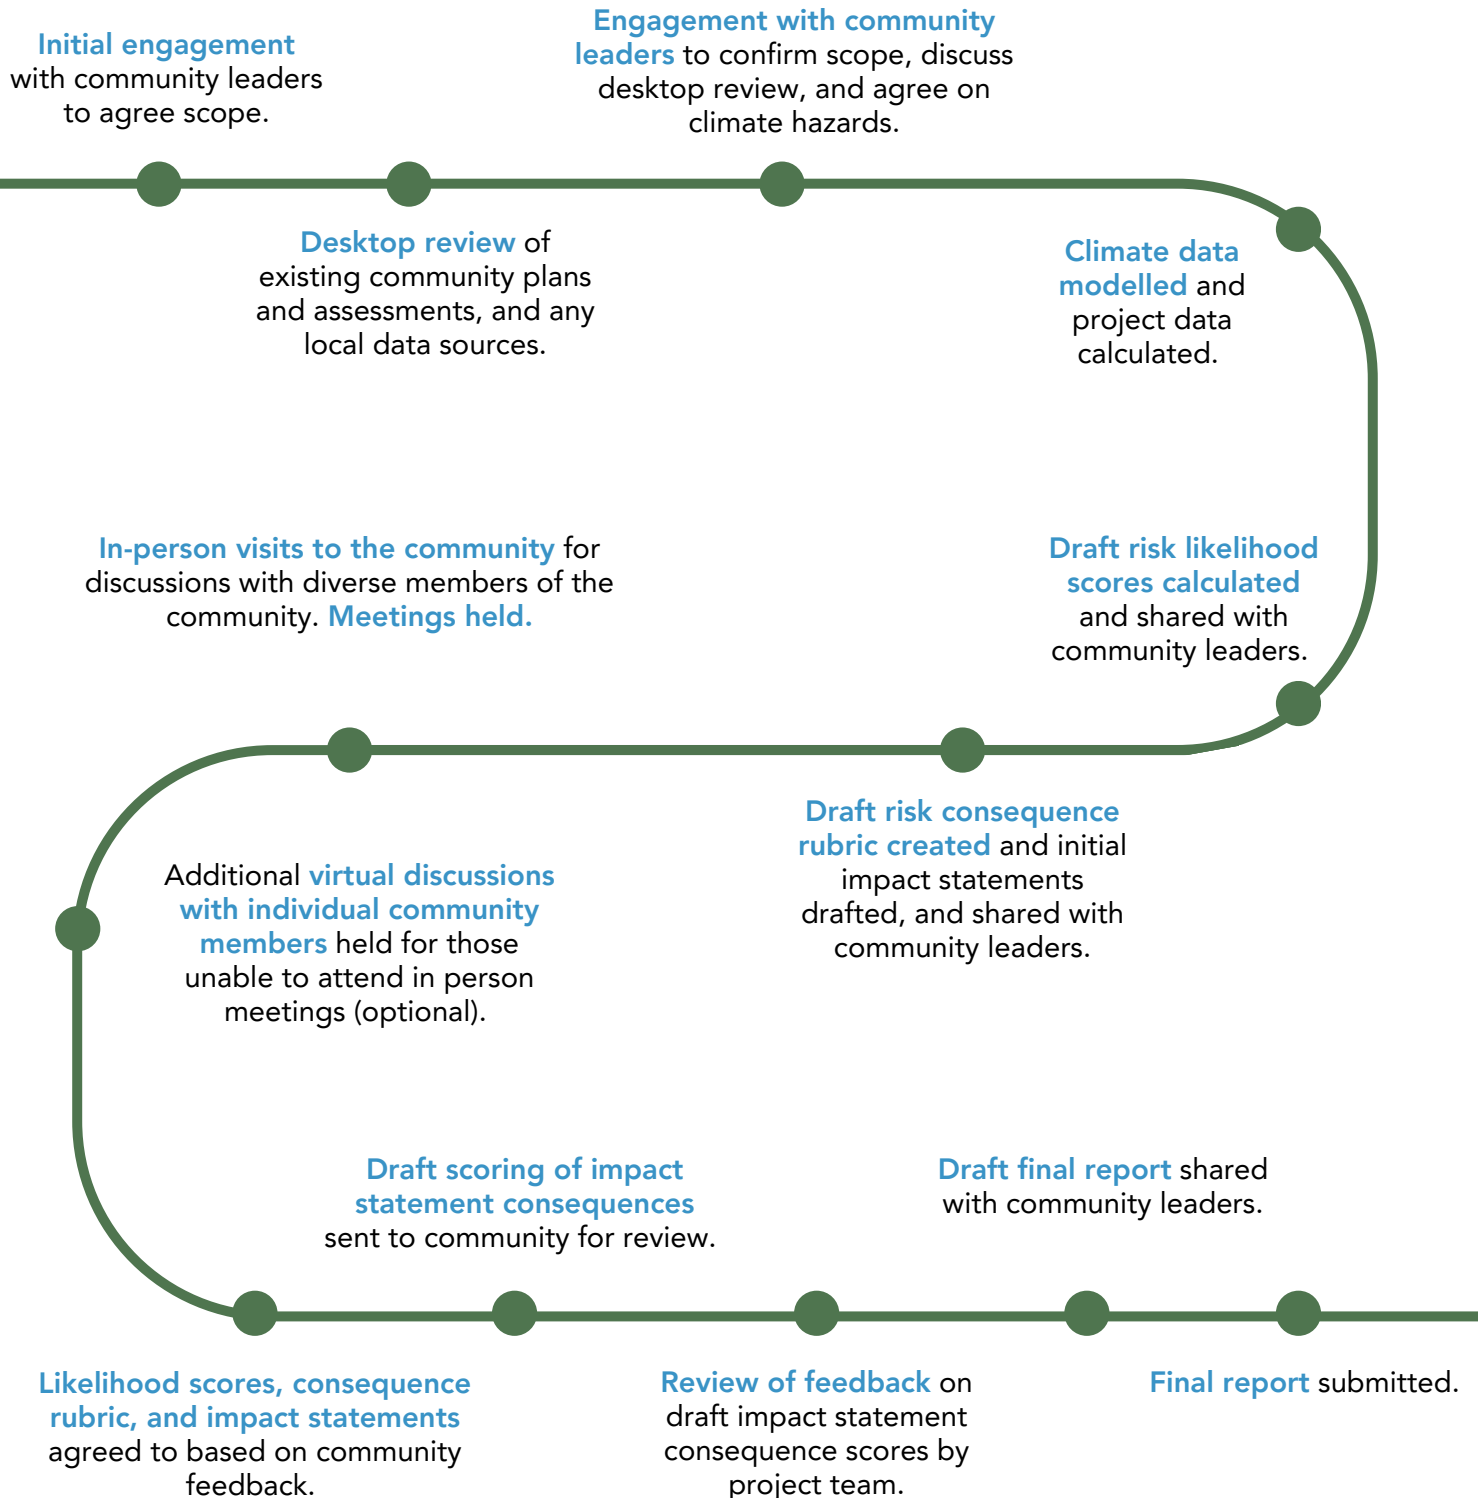 Initial engagement
with community leaders
to agree scope.
Desktop review of
existing community plans
and assessments, and any
local data sources.
Engagement with community
leaders to confirm scope, discuss
desktop review, and agree on
climate hazards.
Climate data
modelled and
project data
calculated.
Draft risk likelihood
scores calculated
and shared with
community leaders.
Draft risk consequence
rubric created and initial
impact statements
drafted, and shared with
community leaders.
In-person visits to the community for
discussions with diverse members of the
community. Meetings held.
Additional virtual discussions
with individual community
members held for those
unable to attend in person
meetings (optional).
Likelihood scores, consequence
rubric, and impact statements
agreed to based on community
feedback.
Draft scoring of impact
statement consequences
sent to community for review.
Review of feedback on
draft impact statement
consequence scores by
project team.
Draft final report shared
with community leaders.
Final report submitted.